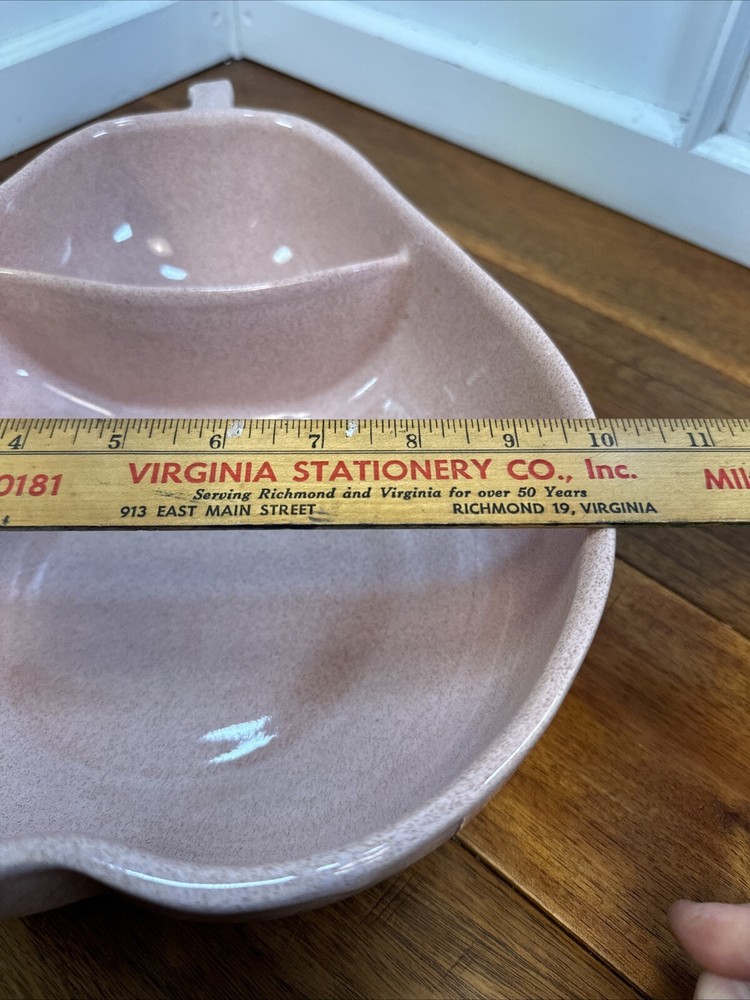 4 5 6 7 8 9 10 11
0181 VIRGINIA STATIONERY CO., Inc.
Serving Richmond and Virginia for over 50 Years
913 EAST MAIN STREET RICHMOND 19, VIRGINIA